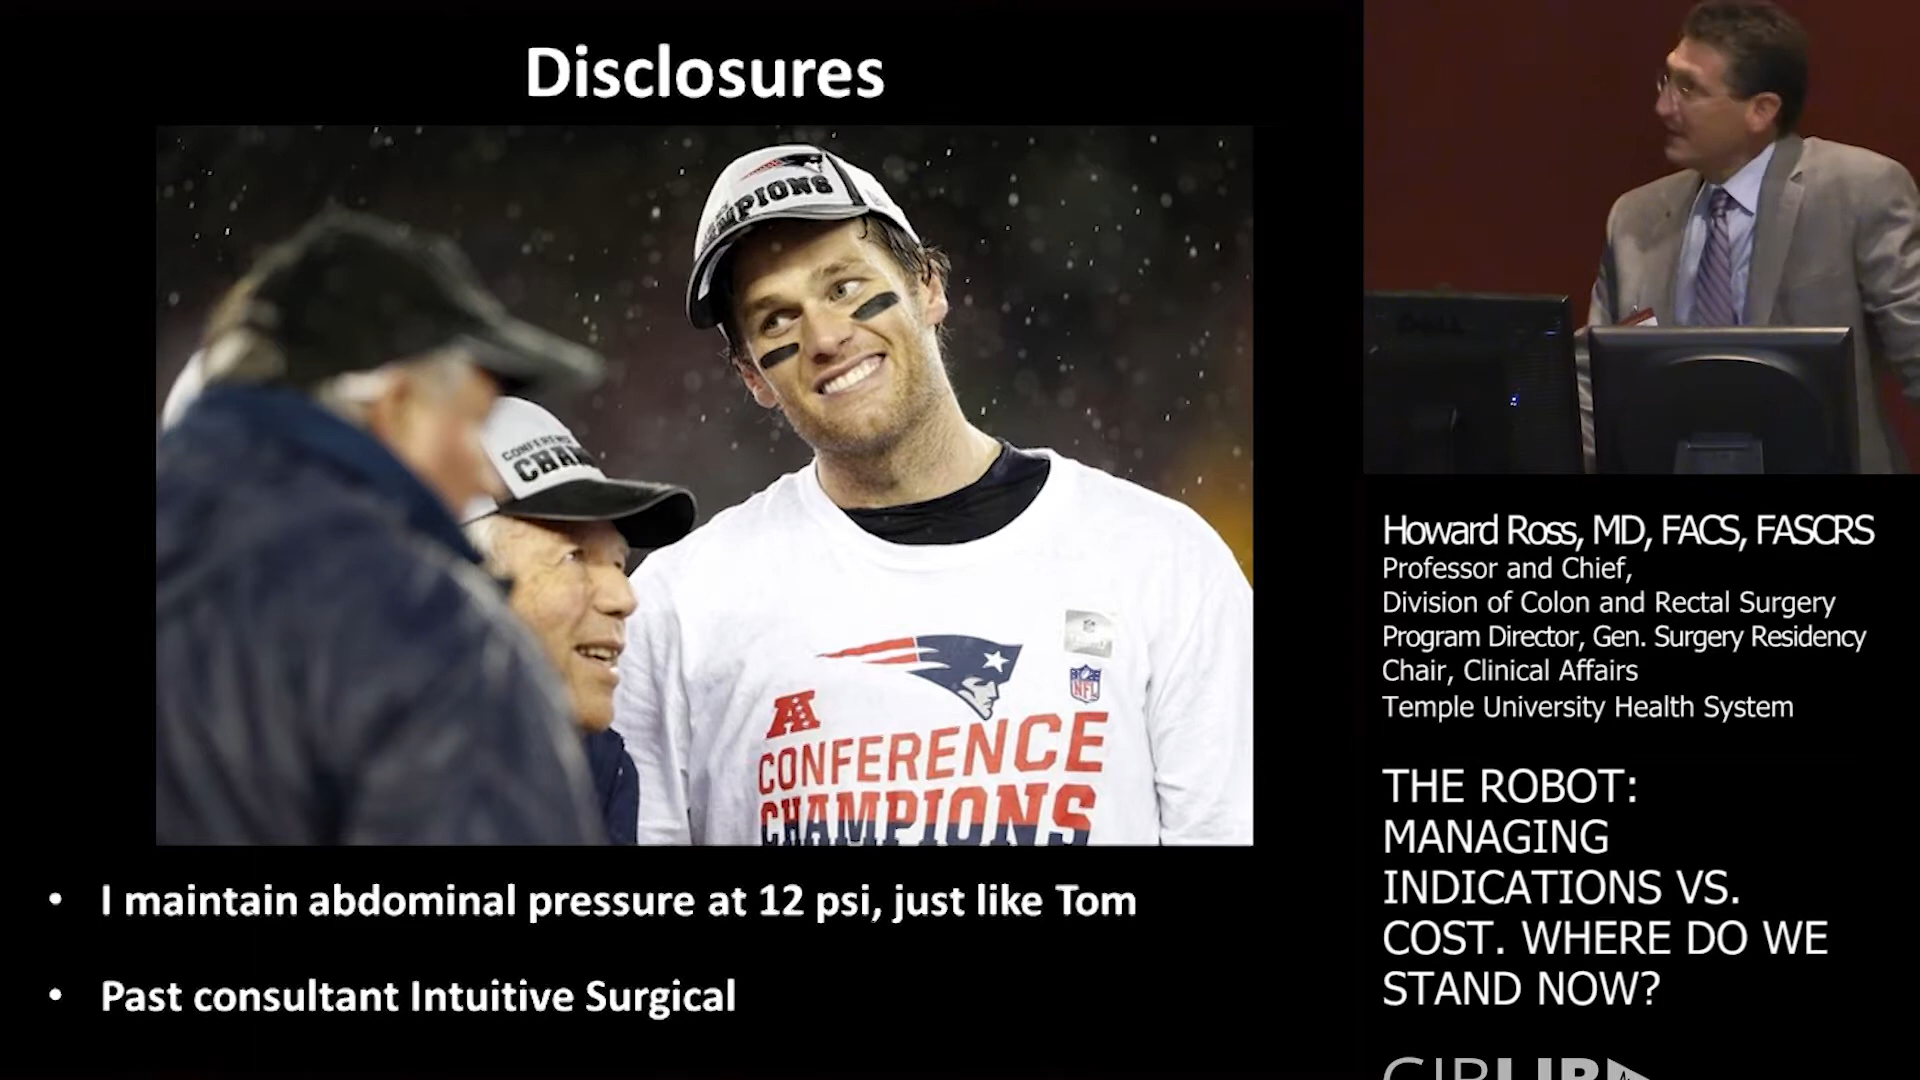 Disclosures
CONFERENCE
CHAMPIONS
NFL
CONFERENCE
CHAMPIONS
• I maintain abdominal pressure at 12 psi, just like Tom
• Past consultant Intuitive Surgical
Howard Ross, MD, FACS, FASCRS
Professor and Chief,
Division of Colon and Rectal Surgery
Program Director, Gen. Surgery Residency
Chair, Clinical Affairs
Temple University Health System
THE ROBOT:
MANAGING
INDICATIONS VS.
COST. WHERE DO WE
STAND NOW?